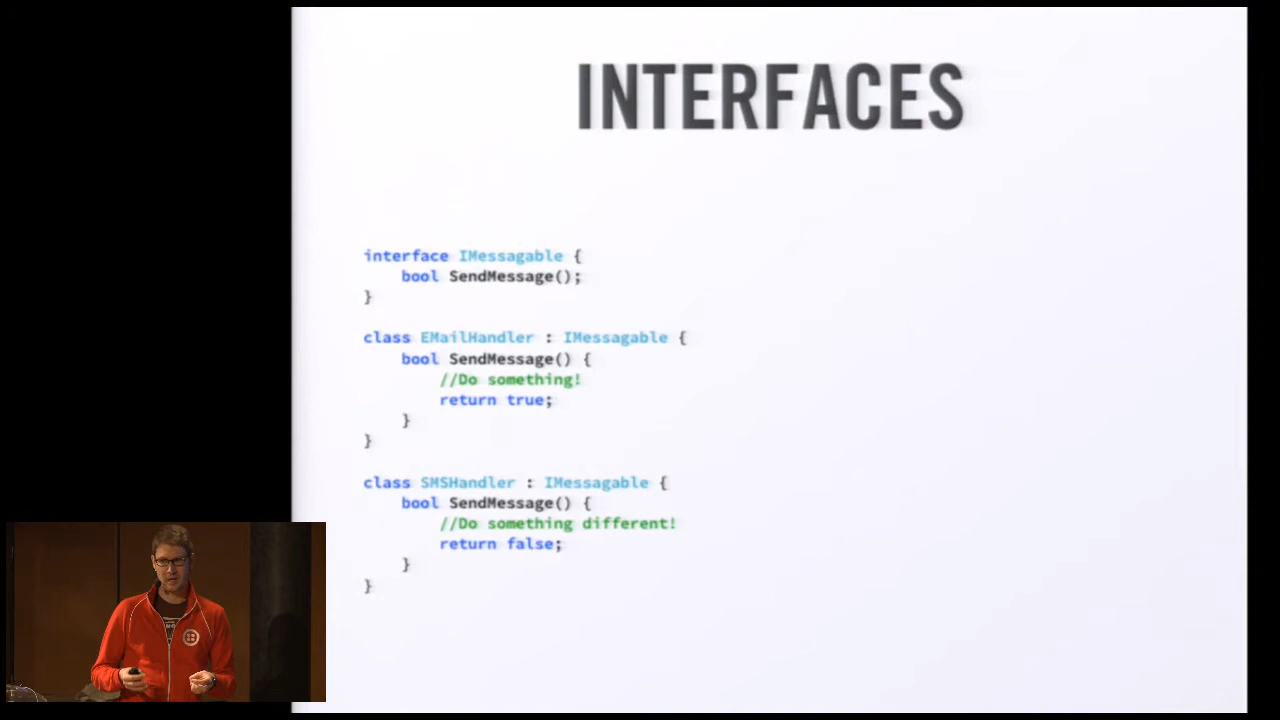 INTERFACES
interface IMessagable {
    bool SendMessage();
}
class EMailHandler : IMessagable {
    bool SendMessage() {
        //Do something!
        return true;
    }
}
class SMSHandler : IMessagable {
    bool SendMessage() {
        //Do something different!
        return false;
    }
}